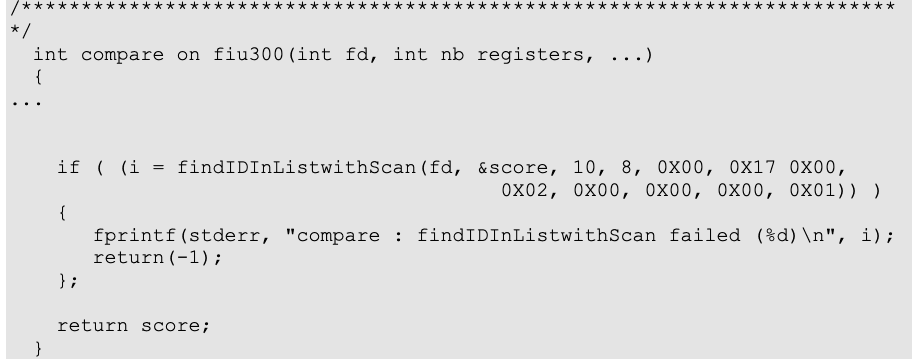 /*************************************************************************
*/
  int compare on fiu300(int fd, int nb registers, ...)
  {
...
    if ( (i = findIDInListwithScan(fd, &score, 10, 8, 0X00, 0X17 0X00,
                                         0X02, 0X00, 0X00, 0X00, 0X01)) )
    {
       fprintf(stderr, "compare : findIDInListwithScan failed (%d)\n", i);
       return(-1);
    };
    return score;
  }